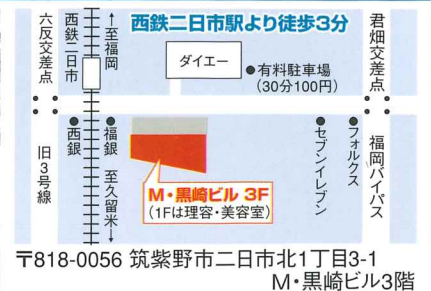 西鉄二日市駅より徒歩3分
六反交差点
西鉄二日市
↑至福岡
ダイエー
●有料駐車場
(30分100円)
君畑交差点
旧3号線
●西銀
●福銀
至久留米↓
M・黒崎ビル 3F
(1Fは理容・美容室)
●セブンイレブン
●フォルクス
福岡バイパス
〒818-0056 筑紫野市二日市北1丁目3-1
M・黒崎ビル3階